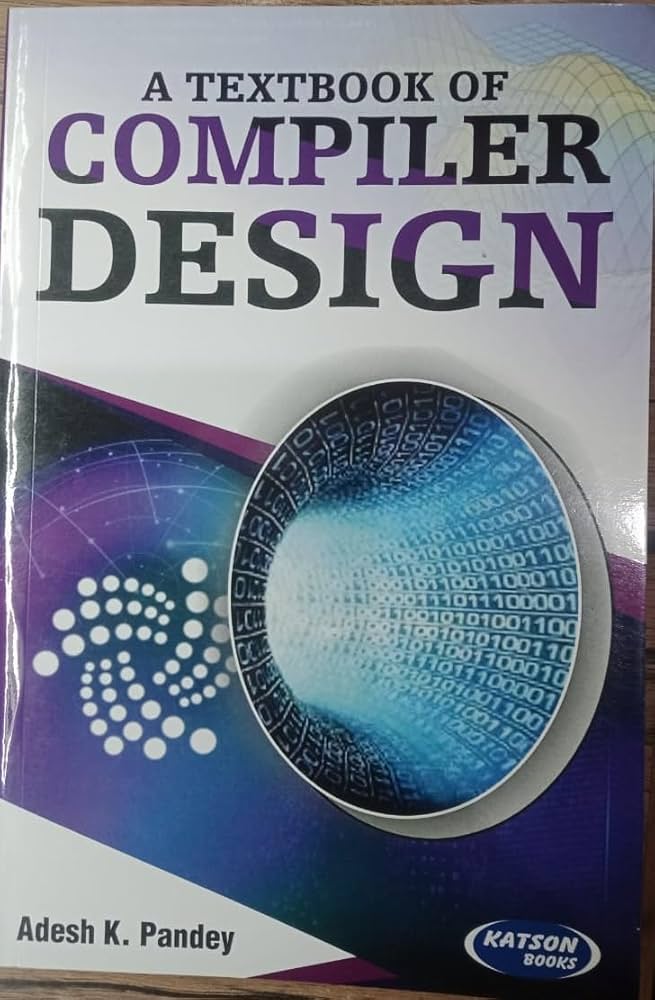 A TEXTBOOK OF
COMPILER
DESIGN
Adesh K. Pandey
KATSON
BOOKS